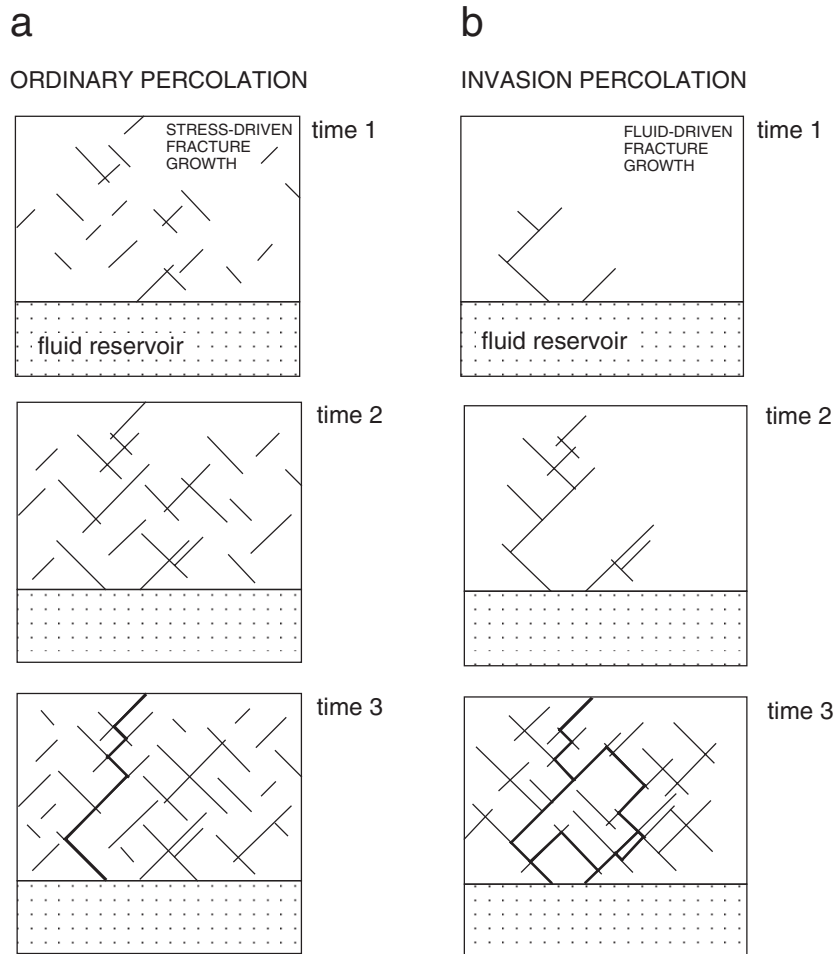 a
ORDINARY PERCOLATION
STRESS-DRIVEN
FRACTURE
GROWTH
time 1
fluid reservoir
time 2
time 3
b
INVASION PERCOLATION
FLUID-DRIVEN
FRACTURE
GROWTH
time 1
fluid reservoir
time 2
time 3